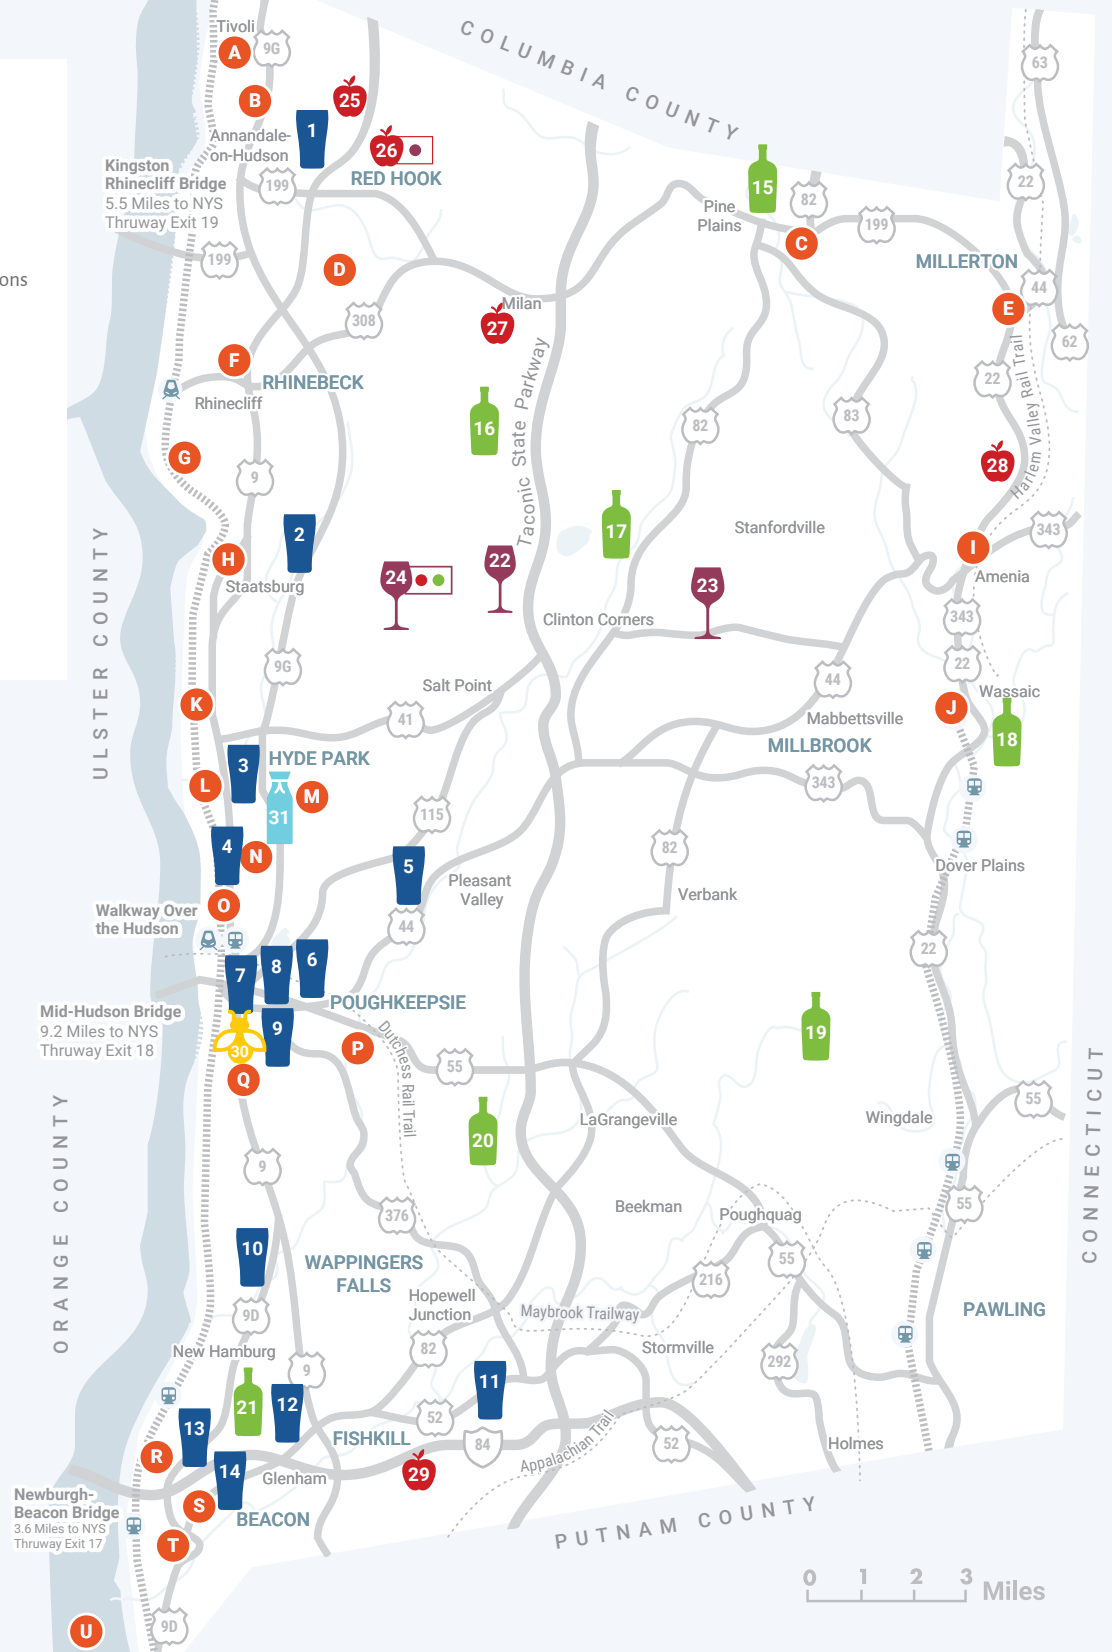 COLUMBIA COUNTY
Tivoli
A
9G
63
B
25
1
Annandale-
on-Hudson
26
RED HOOK
15
Kingston
Rhinecliff Bridge
5.5 Miles to NYS
Thruway Exit 19
199
22
82
Pine
Plains
199
C
199
MILLERTON
ons
D
44
Milan
E
308
27
62
F
RHINEBECK
22
Rhinecliff
Taconic State Parkway
Harlem Valley Rail Trail
16
82
83
G
28
9
2
17
Stanfordville
343
I
H
Staatsburg
22
24
23
Amenia
ULSTER COUNTY
Clinton Corners
343
9G
22
44
Salt Point
Wassaic
K
41
J
Mabbettsville
18
MILLBROOK
3
HYDE PARK
L
M
343
31
115
4
N
5
82
Dover Plains
Pleasant
Valley
Verbank
O
Walkway Over
the Hudson
44
22
7
8
6
POUGHKEEPSIE
Mid-Hudson Bridge
9.2 Miles to NYS
Thruway Exit 18
30
9
P
Dutchess Rail Trail
19
Q
55
CONNECTICUT
55
ORANGE COUNTY
LaGrangeville
Wingdale
20
9
Beekman
Poughquag
55
376
10
WAPPINGERS
FALLS
55
216
Hopewell
Junction
Maybrook Trailway
PAWLING
9D
New Hamburg
82
Stormville
292
9
11
21
12
13
52
FISHKILL
84
Appalachian Trail
52
Holmes
R
14
Glenham
29
Newburgh-
Beacon Bridge
3.6 Miles to NYS
Thruway Exit 17
S
BEACON
PUTNAM COUNTY
T
0 1 2 3 Miles
9D
U